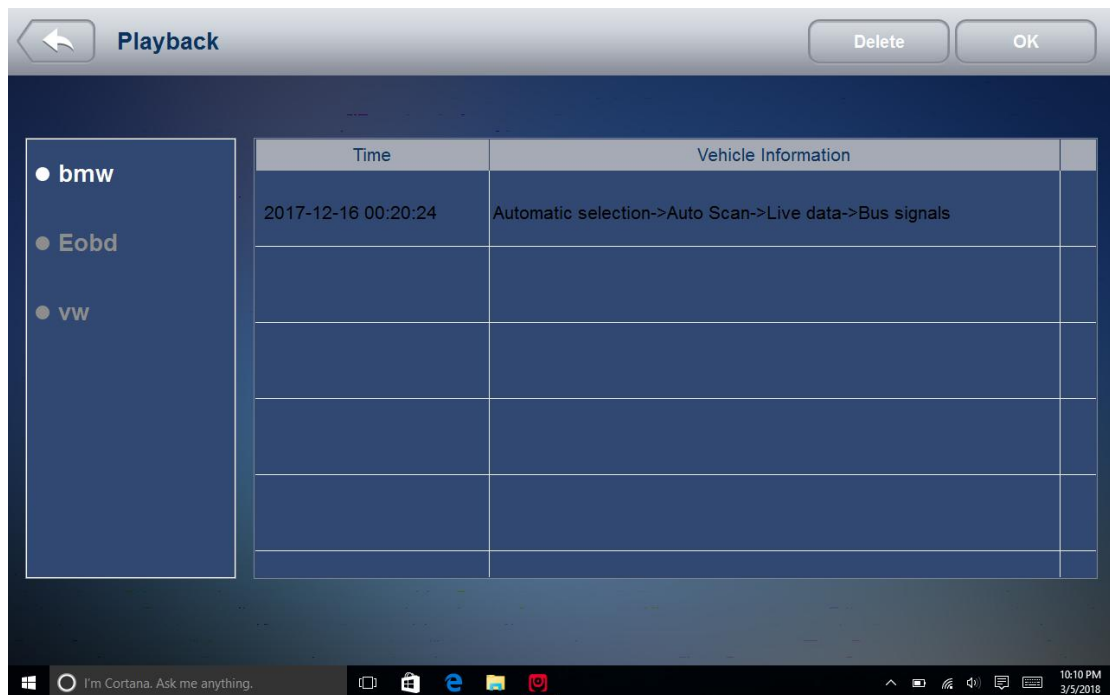 Playback
Delete
OK
bmw
Eobd
vw
Time
Vehicle Information
2017-12-16 00:20:24
Automatic selection->Auto Scan->Live data->Bus signals
I'm Cortana. Ask me anything.
10:10 PM
3/5/2018